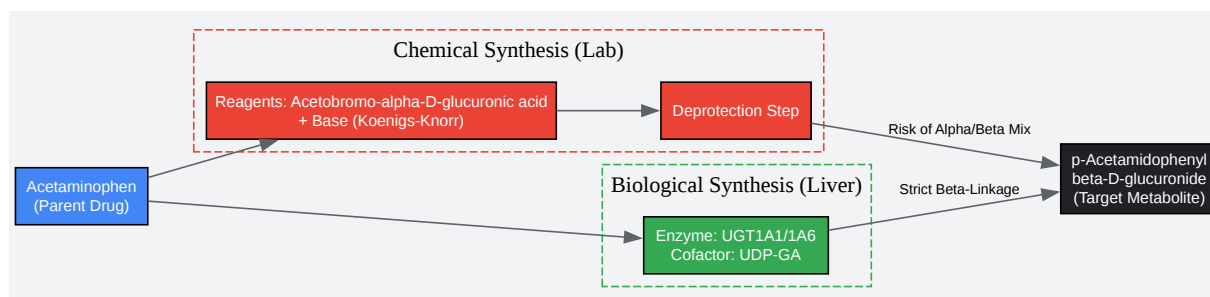 Chemical Synthesis (Lab)
Reagents: Acetobromo-alpha-D-glucuronic acid
+ Base (Koenigs-Knorr)
Deprotection Step
Risk of Alpha/Beta Mix
Acetaminophen
(Parent Drug)
Biological Synthesis (Liver)
Enzyme: UGT1A1/1A6
Cofactor: UDP-GA
Strict Beta-Linkage
p-Acetamidophenyl
beta-D-glucuronide
(Target Metabolite)